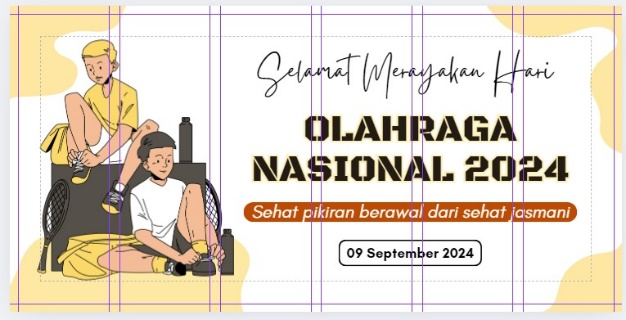 Selamat Merayakan Hari
OLAHRAGA
NASIONAL 2024
Sehat pikiran berawal dari sehat jasmani
09 September 2024